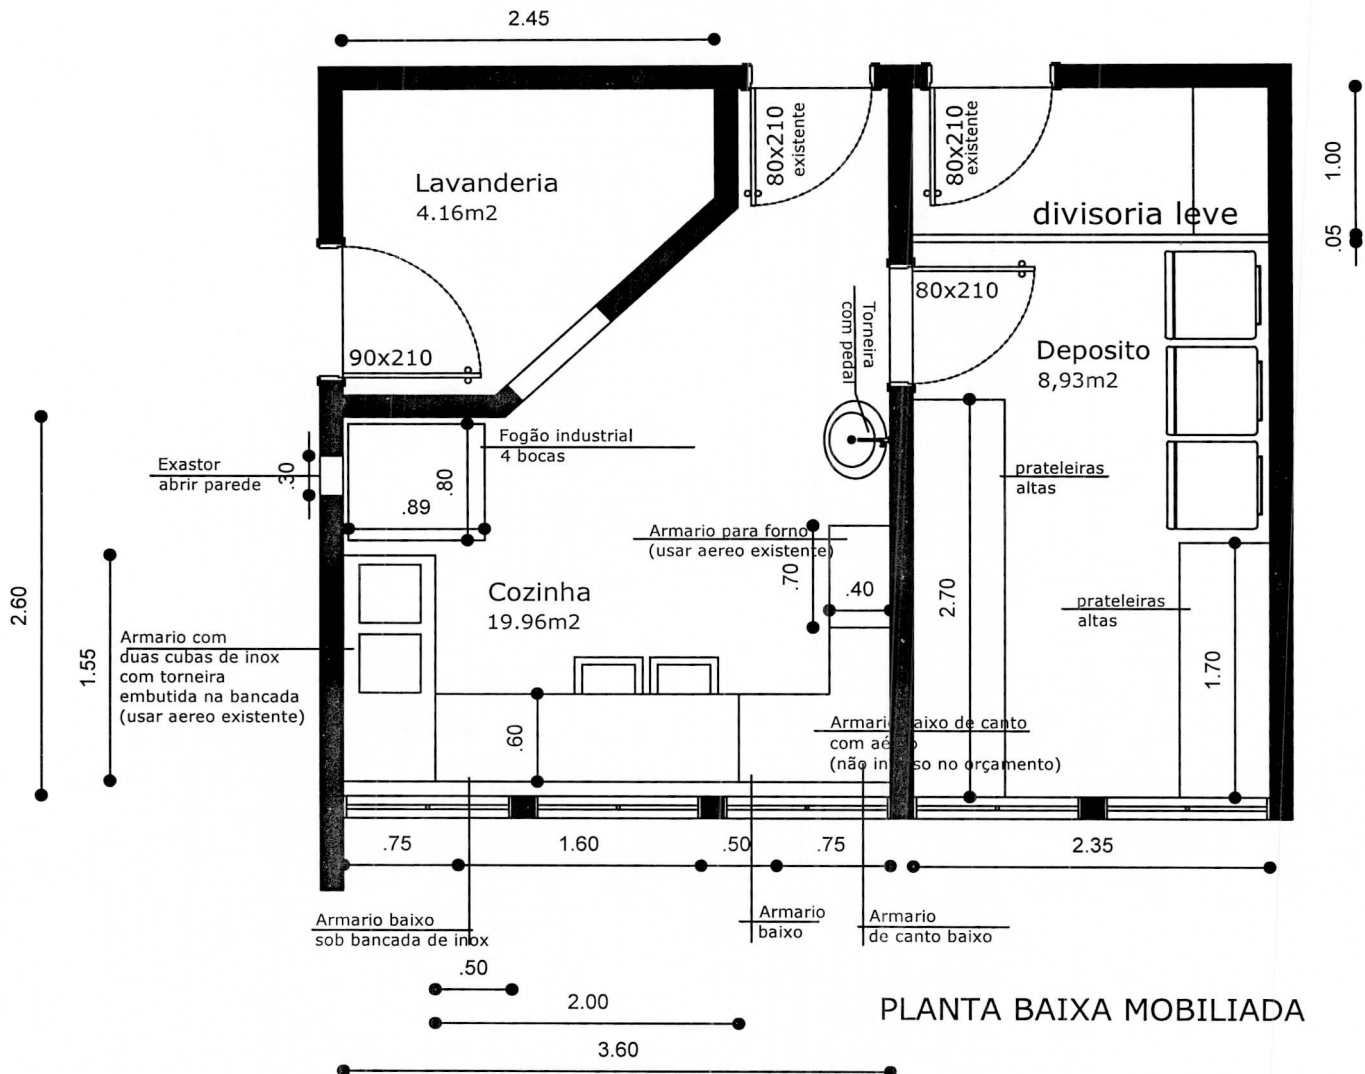 2.45
80x210
existente
80x210
existente
1.00
.05
Lavanderia
4.16m2
divisoria leve
90x210
80x210
Torneira
com pedal
Deposito
8,93m2
Fogão industrial
4 bocas
Exastor
abrir parede
.30
.80
.89
prateleiras
altas
Armario para forno
(usar aereo existente)
.70
.40
2.70
Cozinha
19.96m2
prateleiras
altas
2.60
1.55
Armario com
duas cubas de inox
com torneira
embutida na bancada
(usar aereo existente)
1.70
.60
Armari aixo de canto
com aé o
(não in so no orçamento)
.75
1.60
.50
.75
2.35
Armario baixo
sob bancada de inox
Armario
baixo
Armario
de canto baixo
.50
2.00
3.60
PLANTA BAIXA MOBILIADA